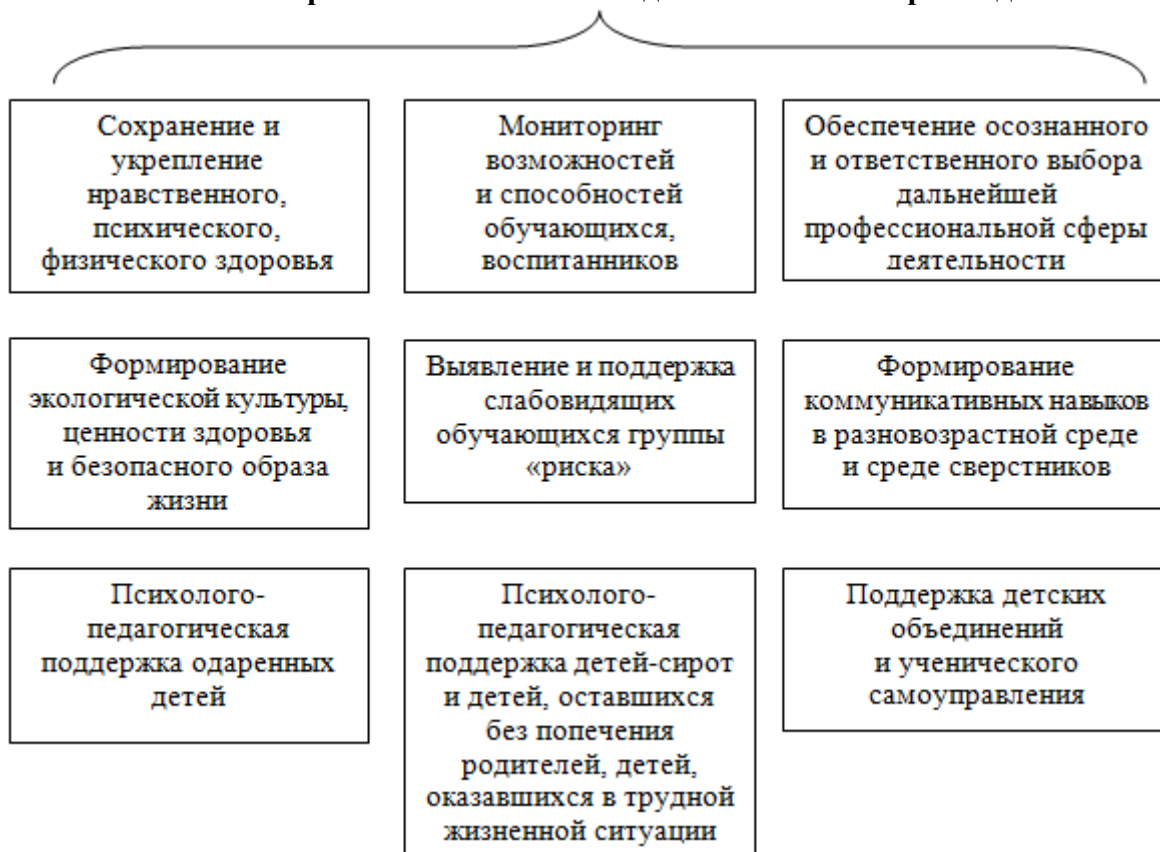 Сохранение и
укрепление
нравственного,
психического,
физического здоровья
Мониторинг
возможностей
и способностей
обучающихся,
воспитанников
Обеспечение осознанного
и ответственного выбора
дальнейшей
профессиональной сферы
деятельности
Формирование
экологической культуры,
ценности здоровья
и безопасного образа
жизни
Выявление и поддержка
слабовидящих
обучающихся группы
«риска»
Формирование
коммуникативных навыков
в разновозрастной среде
и среде сверстников
Психолого-
педагогическая
поддержка одаренных
детей
Психолого-
педагогическая
поддержка детей-сирот
и детей, оставшихся
без попечения
родителей, детей,
оказавшихся в трудной
жизненной ситуации
Поддержка детских
объединений
и ученического
самоуправления